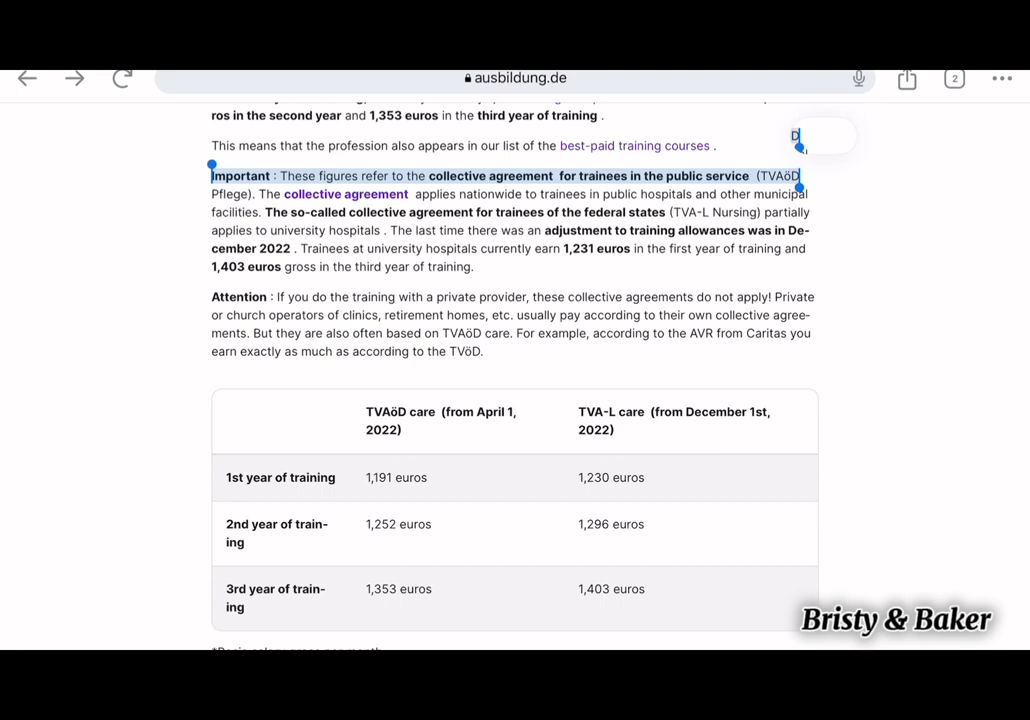 ausbildung.de
2
ros in the second year and 1,353 euros in the third year of training .
This means that the profession also appears in our list of the best-paid training courses .
D
Important : These figures refer to the collective agreement for trainees in the public service (TVAöD
Pflege). The collective agreement applies nationwide to trainees in public hospitals and other municipal
facilities. The so-called collective agreement for trainees of the federal states (TVA-L Nursing) partially
applies to university hospitals . The last time there was an adjustment to training allowances was in De-
cember 2022 . Trainees at university hospitals currently earn 1,231 euros in the first year of training and
1,403 euros gross in the third year of training.
Attention : If you do the training with a private provider, these collective agreements do not apply! Private
or church operators of clinics, retirement homes, etc. usually pay according to their own collective agree-
ments. But they are also often based on TVAöD care. For example, according to the AVR from Caritas you
earn exactly as much as according to the TVöD.
TVAöD care (from April 1,
2022)
TVA-L care (from December 1st,
2022)
1st year of training
1,191 euros
1,230 euros
2nd year of train-
ing
1,252 euros
1,296 euros
3rd year of train-
ing
1,353 euros
1,403 euros
Bristy & Baker